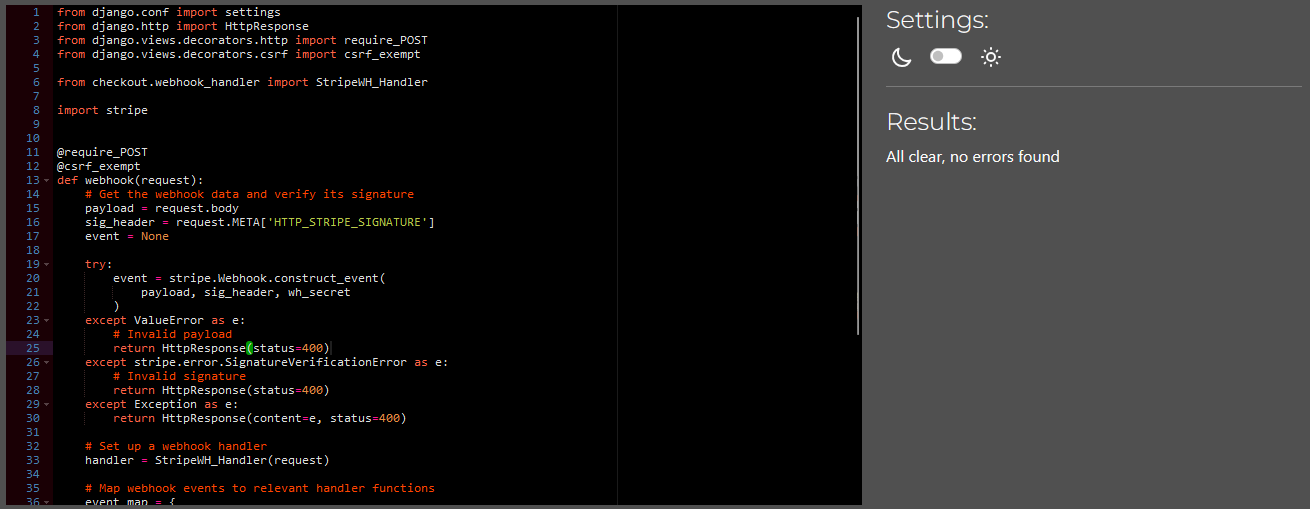 1 from django.conf import settings
2 from django.http import HttpResponse
3 from django.views.decorators.http import require_POST
4 from django.views.decorators.csrf import csrf_exempt
5
6 from checkout.webhook_handler import StripeWH_Handler
7
8 import stripe
9
10
11 @require_POST
12 @csrf_exempt
13 def webhook(request):
14     # Get the webhook data and verify its signature
15     payload = request.body
16     sig_header = request.META['HTTP_STRIPE_SIGNATURE']
17     event = None
18
19     try:
20         event = stripe.Webhook.construct_event(
21             payload, sig_header, wh_secret
22         )
23     except ValueError as e:
24         # Invalid payload
25         return HttpResponse(status=400)
26     except stripe.error.SignatureVerificationError as e:
27         # Invalid signature
28         return HttpResponse(status=400)
29     except Exception as e:
30         return HttpResponse(content=e, status=400)
31
32     # Set up a webhook handler
33     handler = StripeWH_Handler(request)
34
35     # Map webhook events to relevant handler functions
36     event_map = {
Settings:
Results:
All clear, no errors found